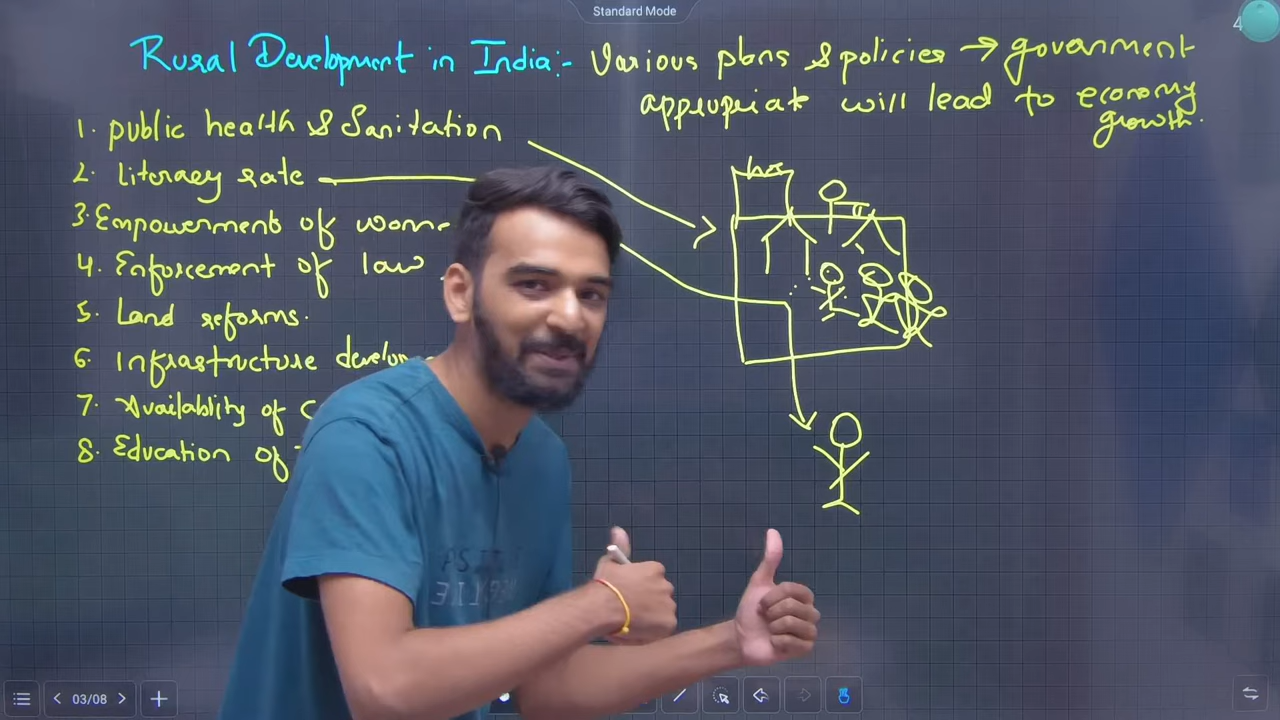 Standard Mode
4
Rural Development in India:- Various plans & policies → government
appropriate will lead to economy
growth.
1. public health & Sanitation
2. literacy rate
3. Empowerment of
4. Enforcement of law
5. Land reforms.
6. Infrastructure
7. Availablity of
8. Education of
03/08